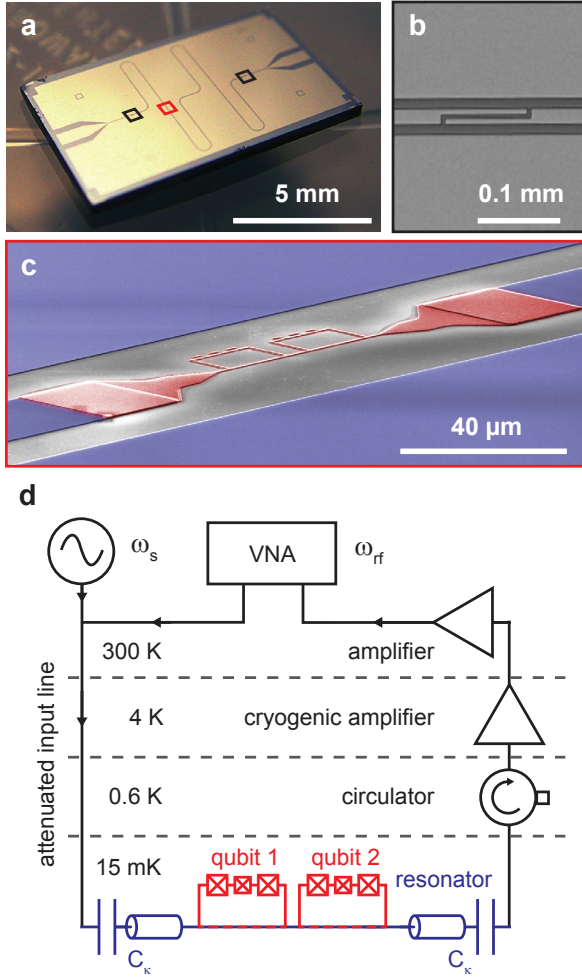 a
5 mm
b
0.1 mm
c
40 µm
d
ωs
VNA
ωrf
attenuated input line
300 K
amplifier
4 K
cryogenic amplifier
0.6 K
circulator
15 mK
qubit 1
qubit 2
resonator
Cκ
Cκ